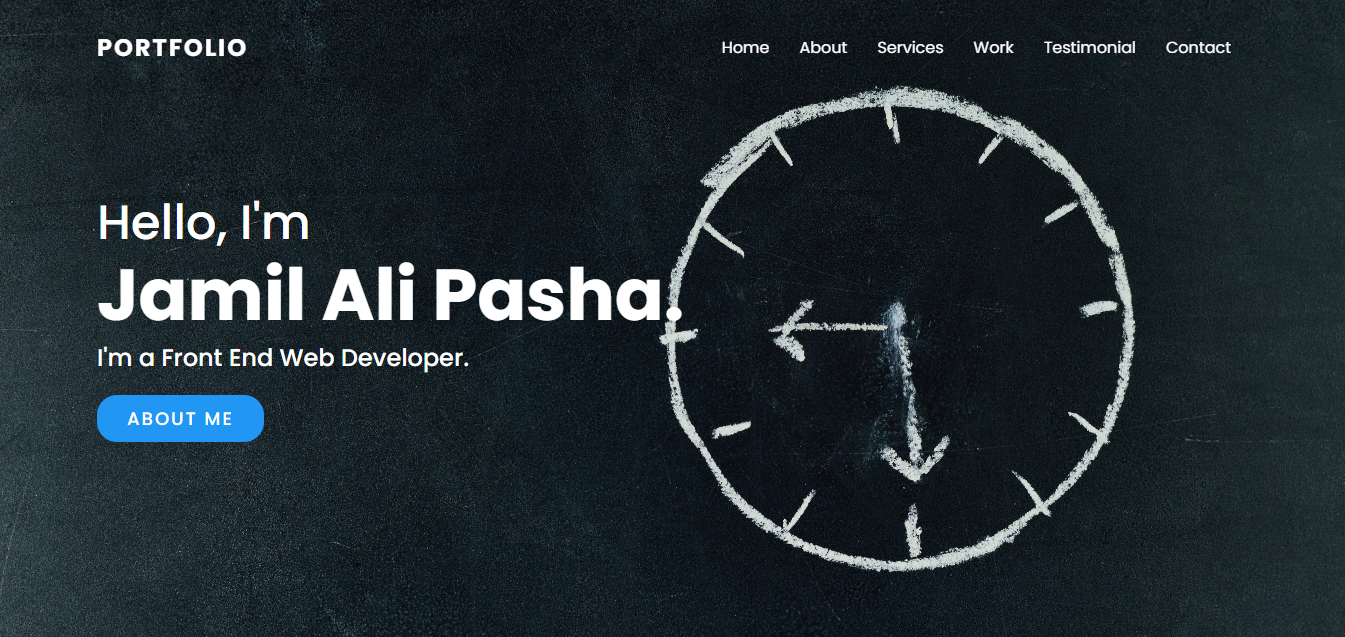 PORTFOLIO
Home About Services Work Testimonial Contact
Hello, I'm
Jamil Ali Pasha.
I'm a Front End Web Developer.
ABOUT ME